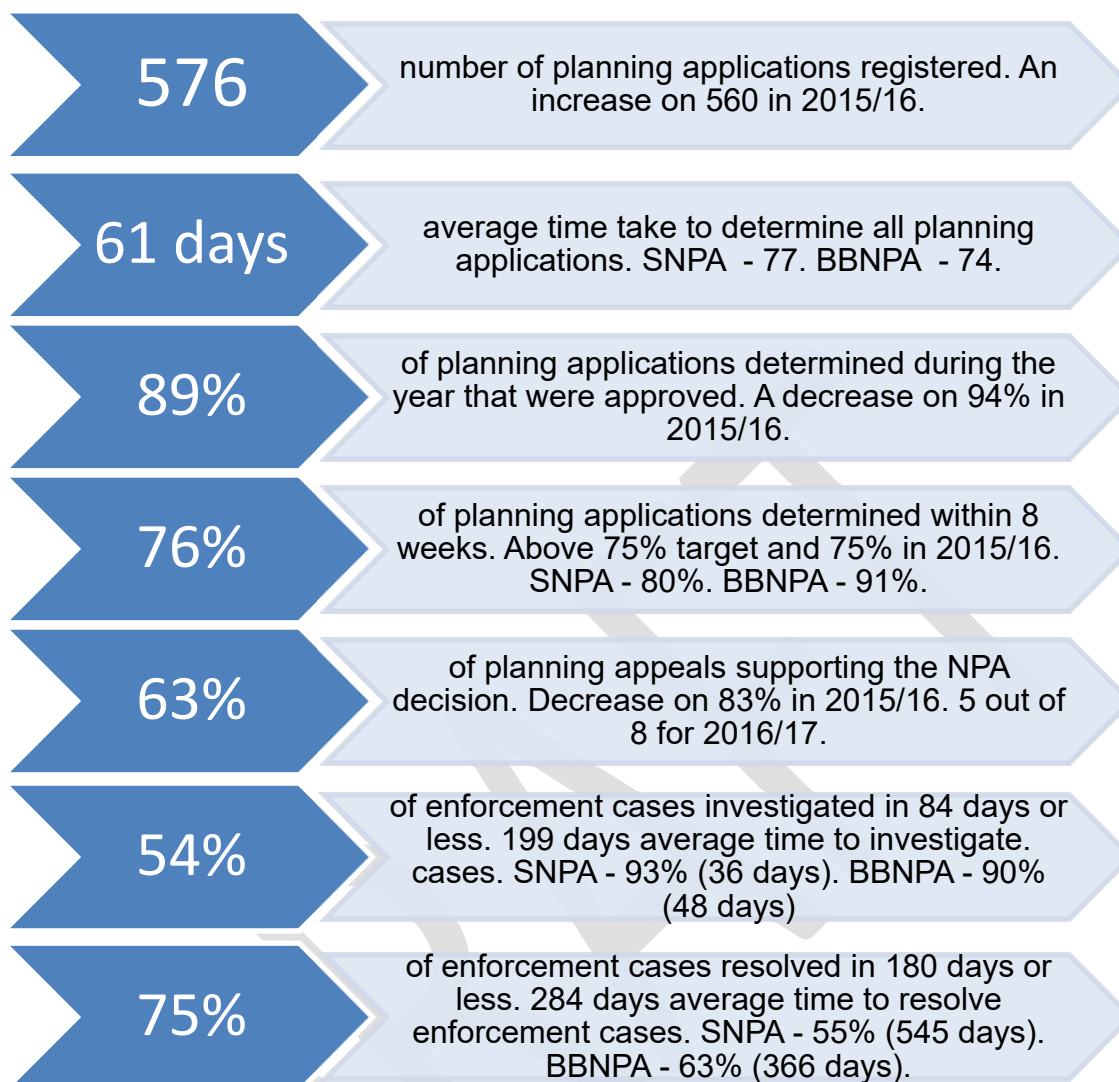 576
number of planning applications registered. An
increase on 560 in 2015/16.
61 days
average time take to determine all planning
applications. SNPA - 77. BBNPA - 74.
89%
of planning applications determined during the
year that were approved. A decrease on 94% in
2015/16.
76%
of planning applications determined within 8
weeks. Above 75% target and 75% in 2015/16.
SNPA - 80%. BBNPA - 91%.
63%
of planning appeals supporting the NPA
decision. Decrease on 83% in 2015/16. 5 out of
8 for 2016/17.
54%
of enforcement cases investigated in 84 days or
less. 199 days average time to investigate.
cases. SNPA - 93% (36 days). BBNPA - 90%
(48 days)
75%
of enforcement cases resolved in 180 days or
less. 284 days average time to resolve
enforcement cases. SNPA - 55% (545 days).
BBNPA - 63% (366 days).